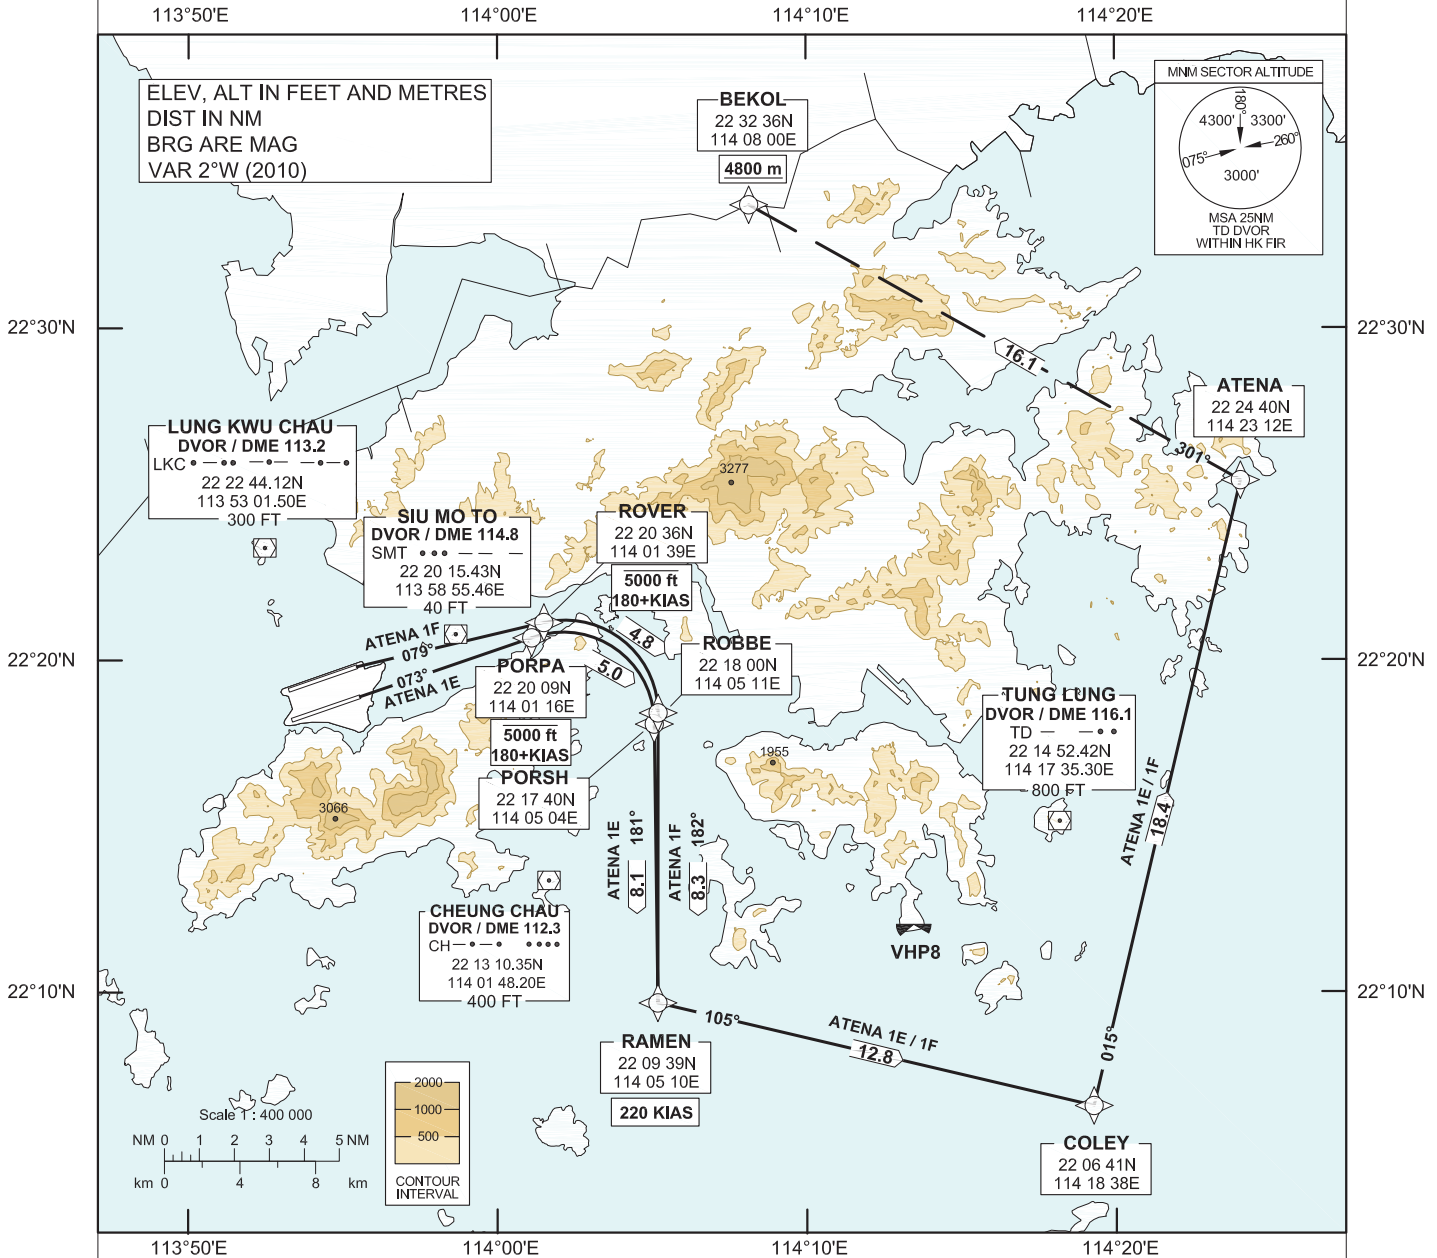 113°50'E
114°00'E
114°10'E
114°20'E
ELEV, ALT IN FEET AND METRES
DIST IN NM
BRG ARE MAG
VAR 2°W (2010)
BEKOL
22 32 36N
114 08 00E
4800 m
MNM SECTOR ALTITUDE
180°
4300'
3300'
260°
075°
3000'
MSA 25NM
TD DVOR
WITHIN HK FIR
22°30'N
22°30'N
16.1
301°
ATENA
22 24 40N
114 23 12E
LUNG KWU CHAU
DVOR / DME 113.2
LKC
22 22 44.12N
113 53 01.50E
300 FT
3277
SIU MO TO
DVOR / DME 114.8
SMT
22 20 15.43N
113 58 55.46E
40 FT
ROVER
22 20 36N
114 01 39E
5000 ft
180+KIAS
ATENA 1F
079°
073°
ATENA 1E
4.8
5.0
22°20'N
22°20'N
ROBBE
22 18 00N
114 05 11E
PORPA
22 20 09N
114 01 16E
5000 ft
180+KIAS
PORSH
22 17 40N
114 05 04E
TUNG LUNG
DVOR / DME 116.1
TD
22 14 52.42N
114 17 35.30E
800 FT
1955
3066
ATENA 1E
181°
8.1
ATENA 1F
182°
8.3
ATENA 1E / 1F
18.4
CHEUNG CHAU
DVOR / DME 112.3
CH
22 13 10.35N
114 01 48.20E
400 FT
VHP8
22°10'N
22°10'N
105°
ATENA 1E / 1F
12.8
015°
RAMEN
22 09 39N
114 05 10E
220 KIAS
COLEY
22 06 41N
114 18 38E
2000
1000
500
CONTOUR
INTERVAL
Scale 1 : 400 000
NM 0 1 2 3 4 5 NM
km 0 4 8 km
113°50'E
114°00'E
114°10'E
114°20'E